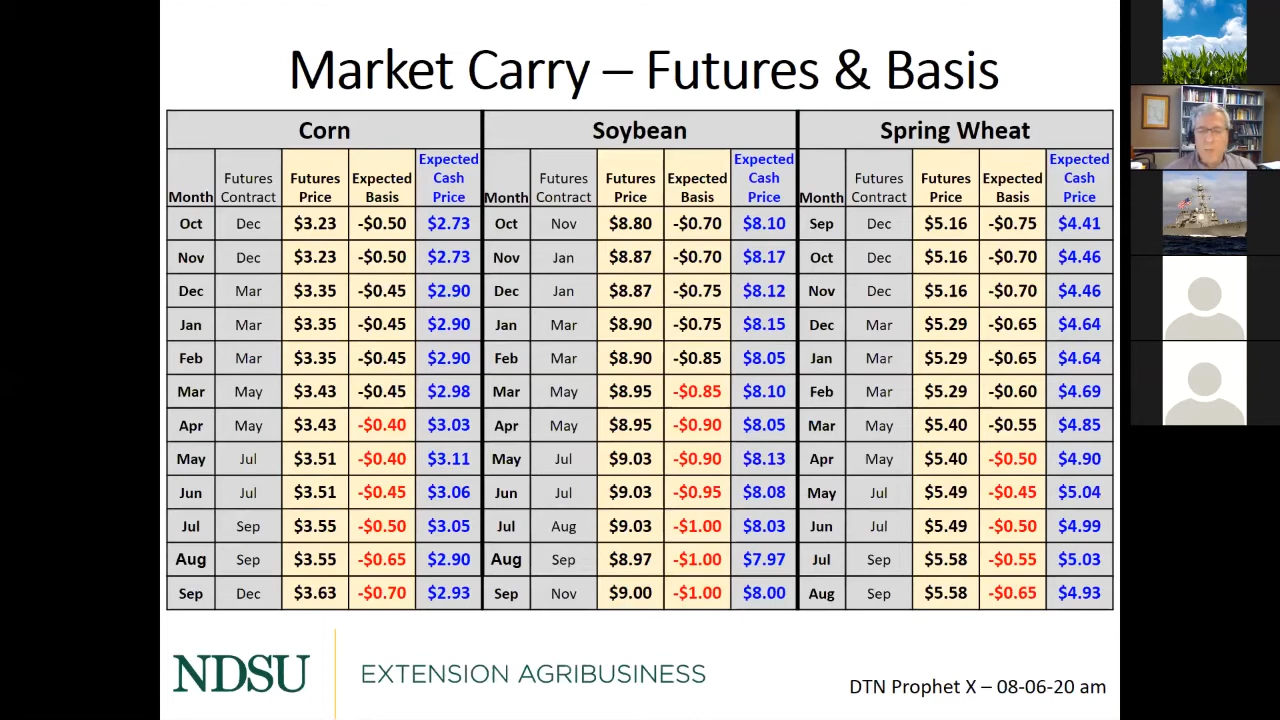 Market Carry – Futures & Basis
Corn Soybean Spring Wheat
Month Futures Contract Futures Price Expected Basis Expected Cash Price Month Futures Contract Futures Price Expected Basis Expected Cash Price Month Futures Contract Futures Price Expected Basis Expected Cash Price
Oct Dec $3.23 -$0.50 $2.73 Oct Nov $8.80 -$0.70 $8.10 Sep Dec $5.16 -$0.75 $4.41
Nov Dec $3.23 -$0.50 $2.73 Nov Jan $8.87 -$0.70 $8.17 Oct Dec $5.16 -$0.70 $4.46
Dec Mar $3.35 -$0.45 $2.90 Dec Jan $8.87 -$0.75 $8.12 Nov Dec $5.16 -$0.70 $4.46
Jan Mar $3.35 -$0.45 $2.90 Jan Mar $8.90 -$0.75 $8.15 Dec Mar $5.29 -$0.65 $4.64
Feb Mar $3.35 -$0.45 $2.90 Feb Mar $8.90 -$0.85 $8.05 Jan Mar $5.29 -$0.65 $4.64
Mar May $3.43 -$0.45 $2.98 Mar May $8.95 -$0.85 $8.10 Feb Mar $5.29 -$0.60 $4.69
Apr May $3.43 -$0.40 $3.03 Apr May $8.95 -$0.90 $8.05 Mar May $5.40 -$0.55 $4.85
May Jul $3.51 -$0.40 $3.11 May Jul $9.03 -$0.90 $8.13 Apr May $5.40 -$0.50 $4.90
Jun Jul $3.51 -$0.45 $3.06 Jun Jul $9.03 -$0.95 $8.08 May Jul $5.49 -$0.45 $5.04
Jul Sep $3.55 -$0.50 $3.05 Jul Aug $9.03 -$1.00 $8.03 Jun Jul $5.49 -$0.50 $4.99
Aug Sep $3.55 -$0.65 $2.90 Aug Sep $8.97 -$1.00 $7.97 Jul Sep $5.58 -$0.55 $5.03
Sep Dec $3.63 -$0.70 $2.93 Sep Nov $9.00 -$1.00 $8.00 Aug Sep $5.58 -$0.65 $4.93
NDSU EXTENSION AGRIBUSINESS
DTN Prophet X – 08-06-20 am